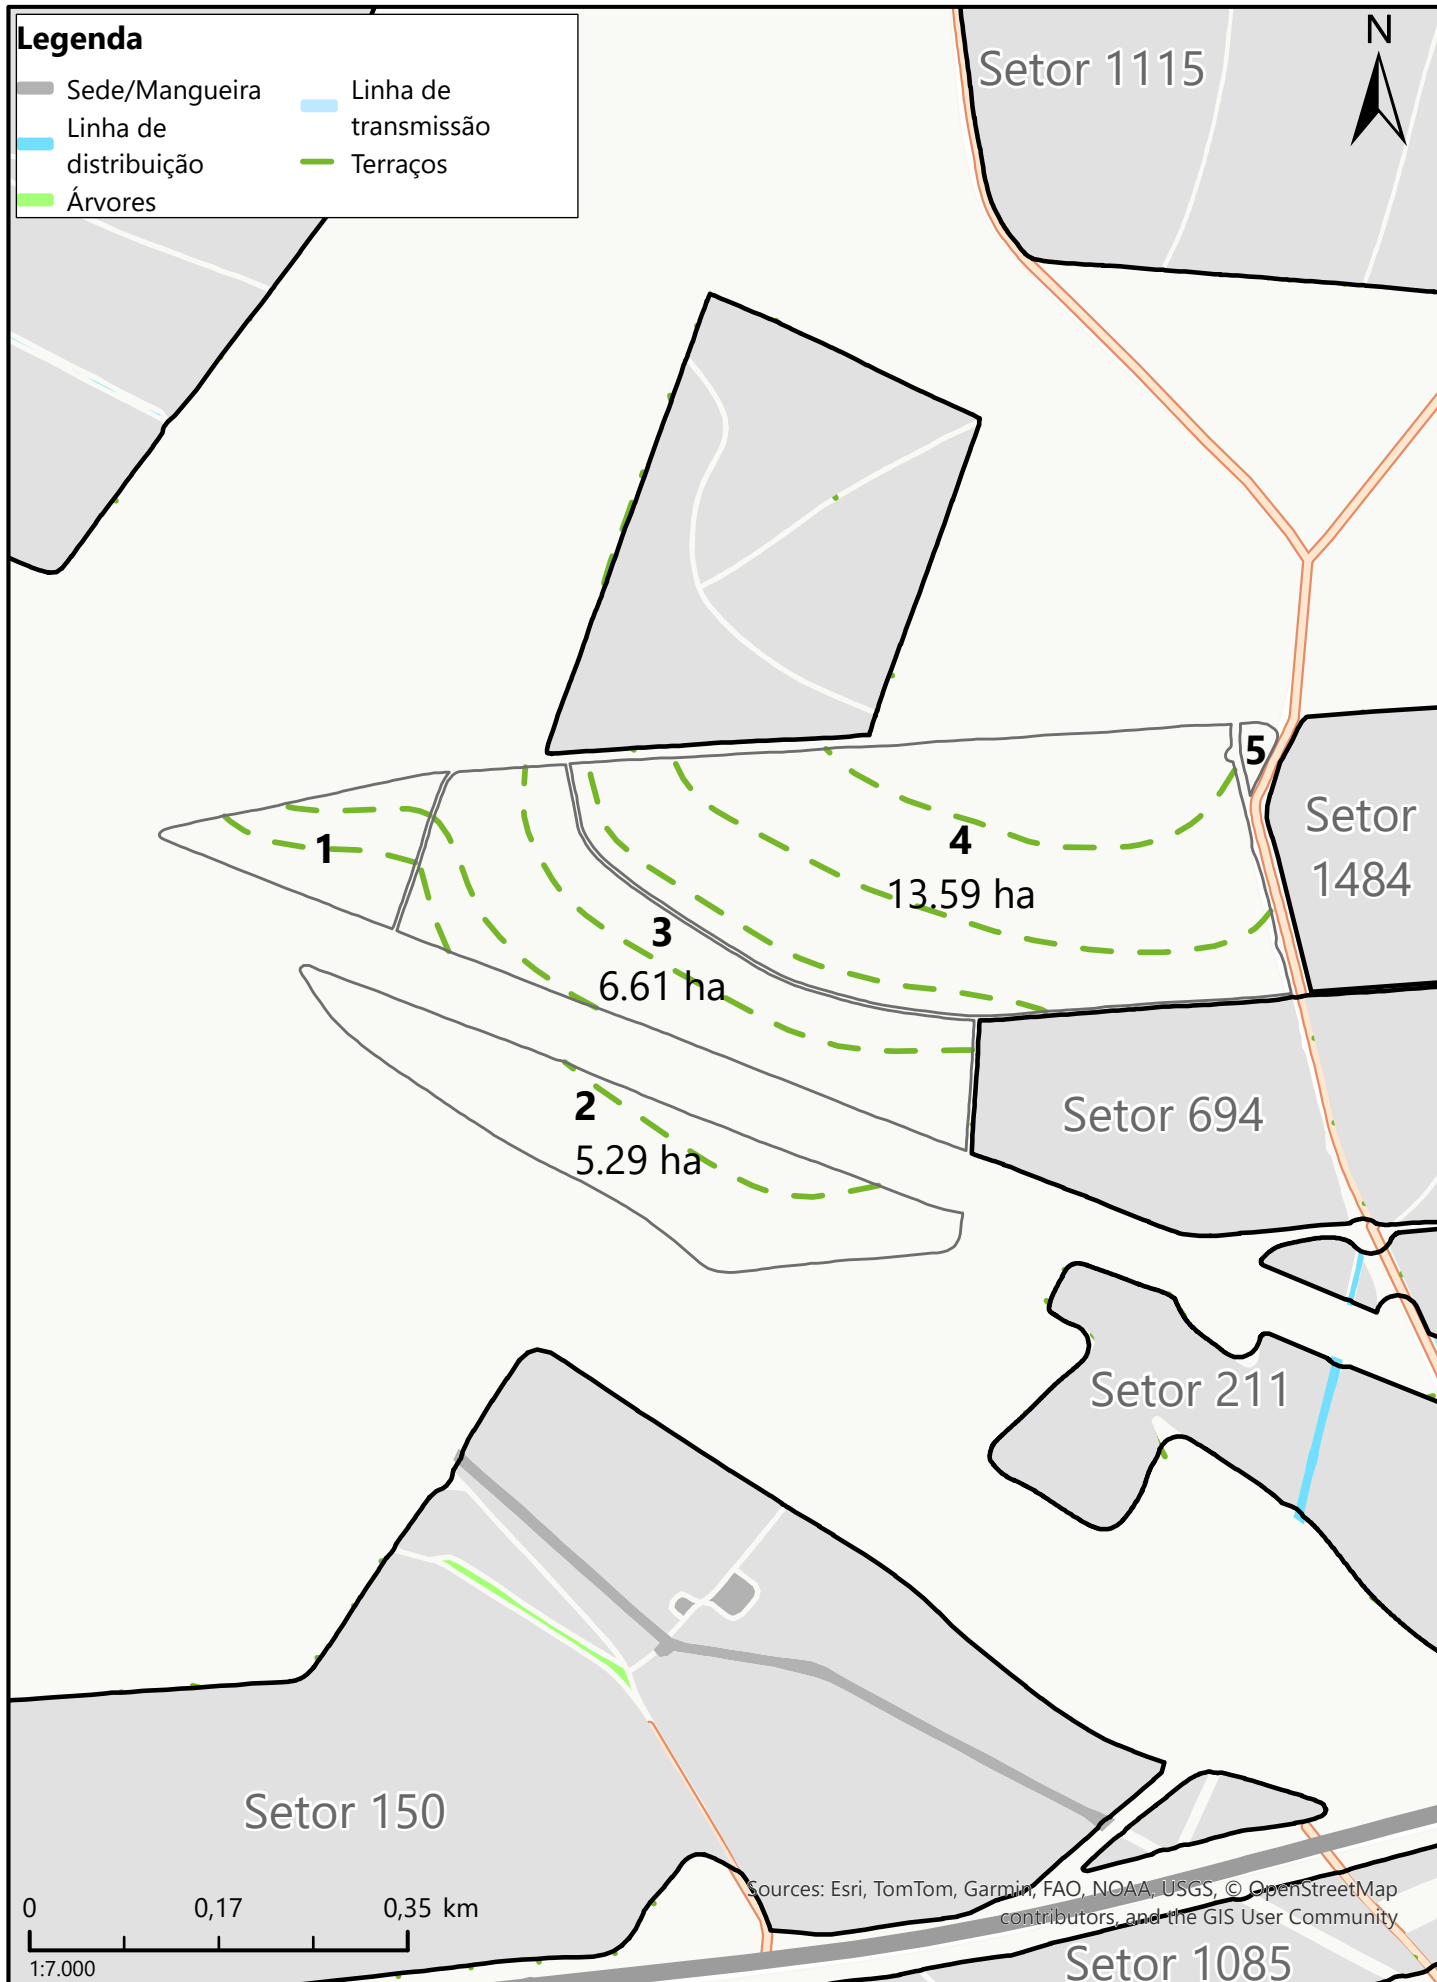 Legenda
Sede/Mangueira
Linha de
distribuição
Árvores
Linha de
transmissão
Terraços
N
Setor 1115
5
Setor
1484
1
4
13.59 ha
3
6.61 ha
2
5.29 ha
Setor 694
Setor 211
Setor 150
0 0,17 0,35 km
1:7.000
Sources: Esri, TomTom, Garmin, FAO, NOAA, USGS, © OpenStreetMap
contributors, and the GIS User Community
Setor 1085